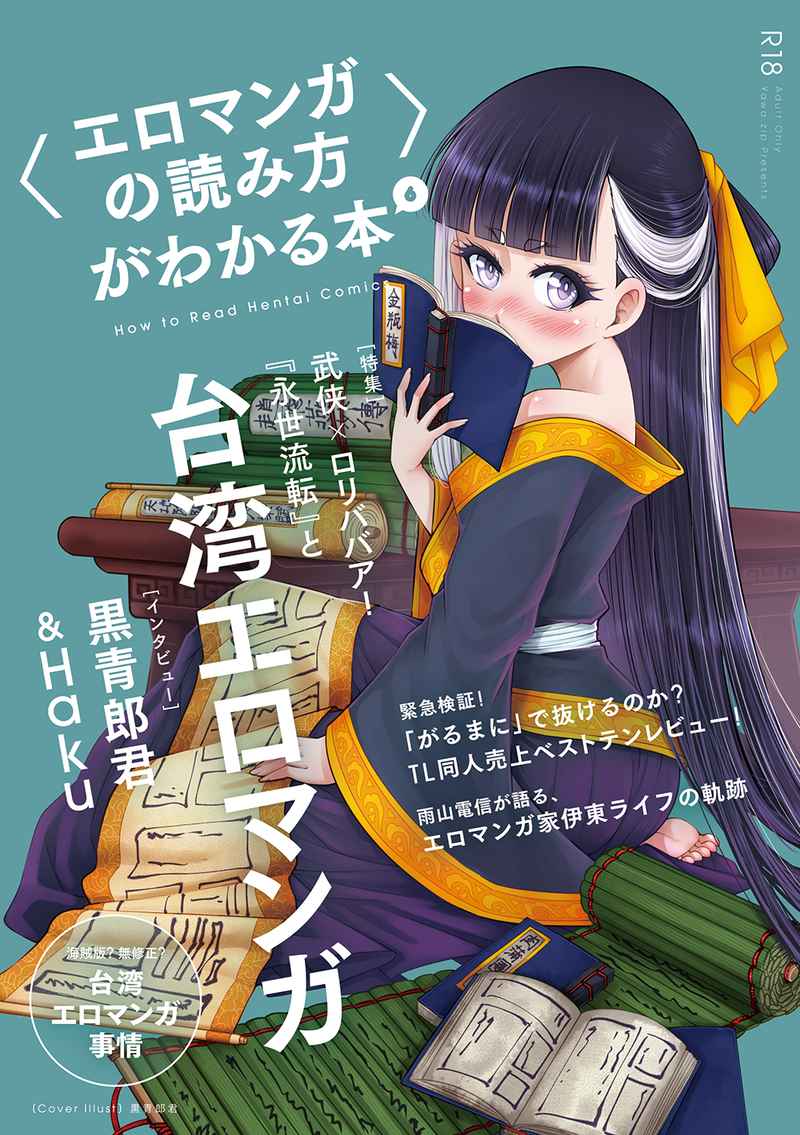 R18
Adult Only
Vawa-zip Presents
〈エロマンガ
の読み方
がわかる本〉
How to Read Hentai Comic
金瓶梅
[特集]
武侠×ロリババア！
『永世流転』と
台湾エロマンガ
[インタビュー]
黒青郎君
&Haku
緊急検証！
「がるまに」で抜けるのか？
TL同人売上ベストテンレビュー！
雨山電信が語る、
エロマンガ家伊東ライフの軌跡
海賊版？無修正？
台湾
エロマンガ
事情
〔Cover Illust〕黒青郎君